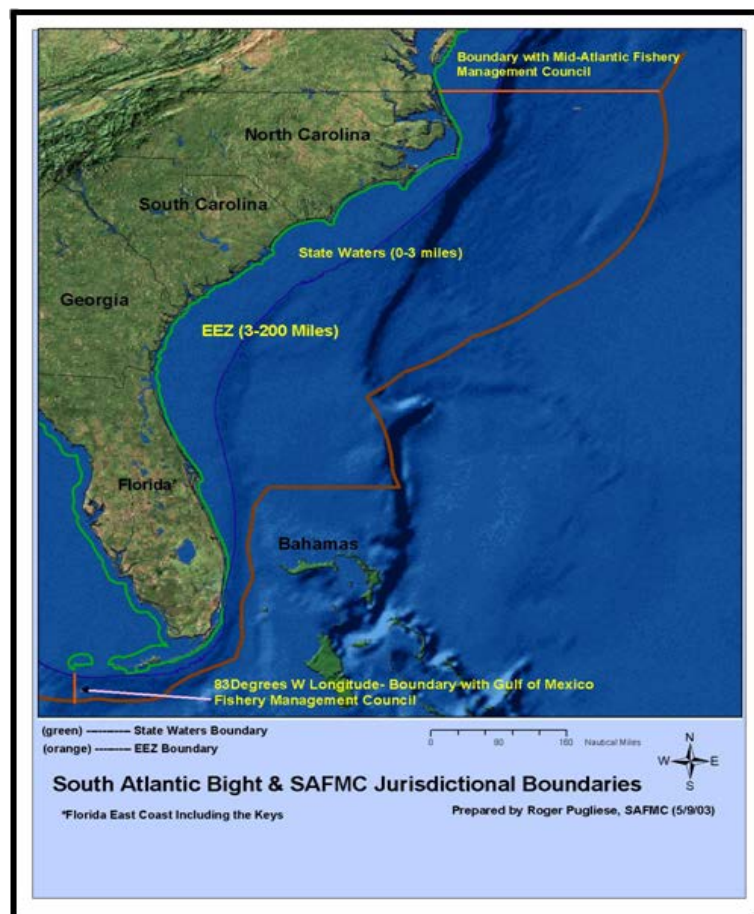 Boundary with Mid-Atlantic Fishery
Management Council
North Carolina
South Carolina
State Waters (0-3 miles)
Georgia
EEZ (3-200 Miles)
Florida*
Bahamas
83Degrees W Longitude- Boundary with Gulf of Mexico
Fishery Management Council
(green) ---------- State Waters Boundary
(orange) ---------- EEZ Boundary
0 80 160 Nautical Miles
N
W E
S
South Atlantic Bight & SAFMC Jurisdictional Boundaries
*Florida East Coast Including the Keys
Prepared by Roger Pugliese, SAFMC (5/9/03)